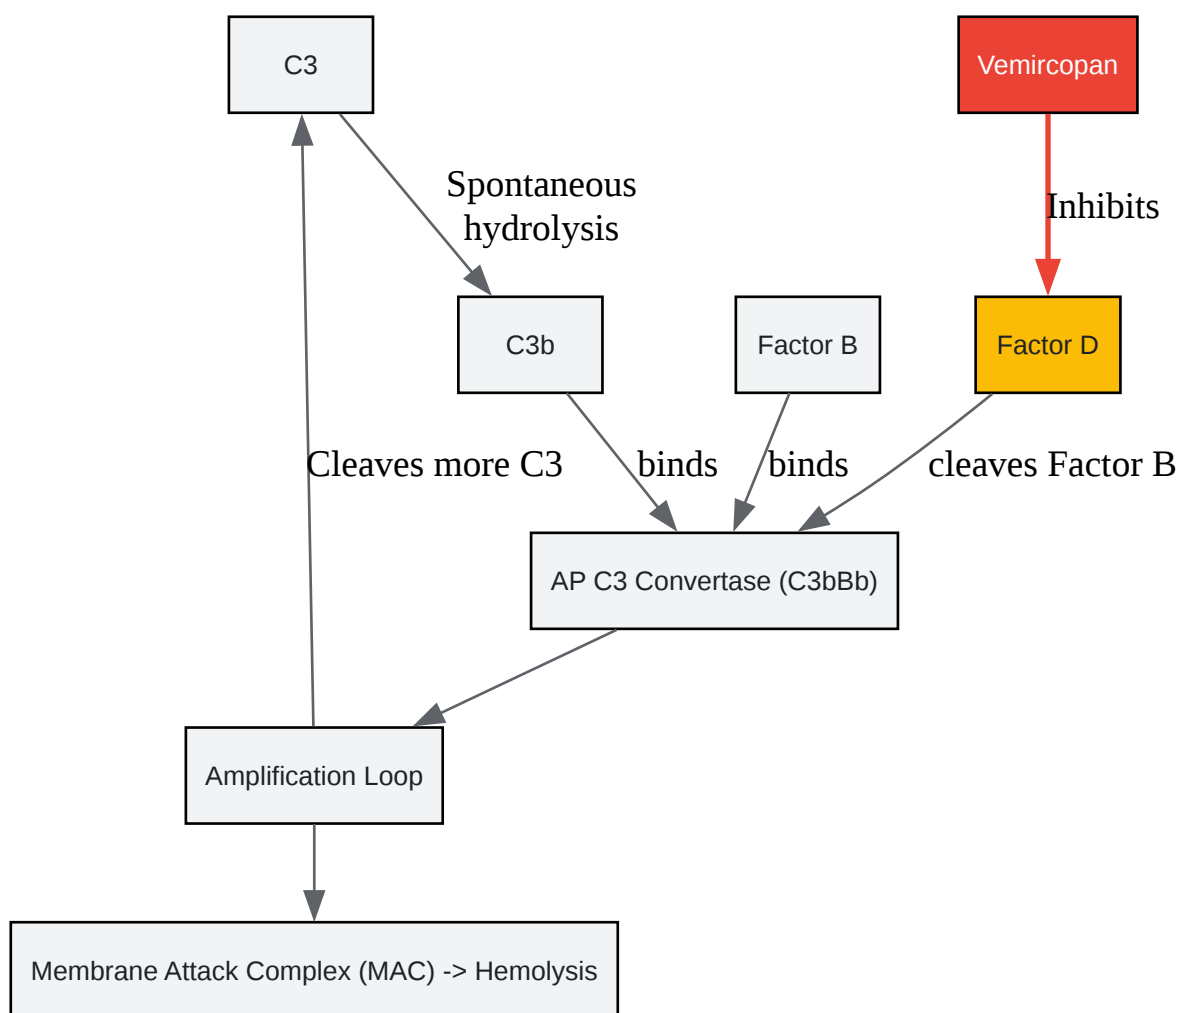 C3
Vemircopan
Spontaneous
hydrolysis
Inhibits
C3b
Factor B
Factor D
Cleaves more C3
binds
binds
cleaves Factor B
AP C3 Convertase (C3bBb)
Amplification Loop
Membrane Attack Complex (MAC) -> Hemolysis